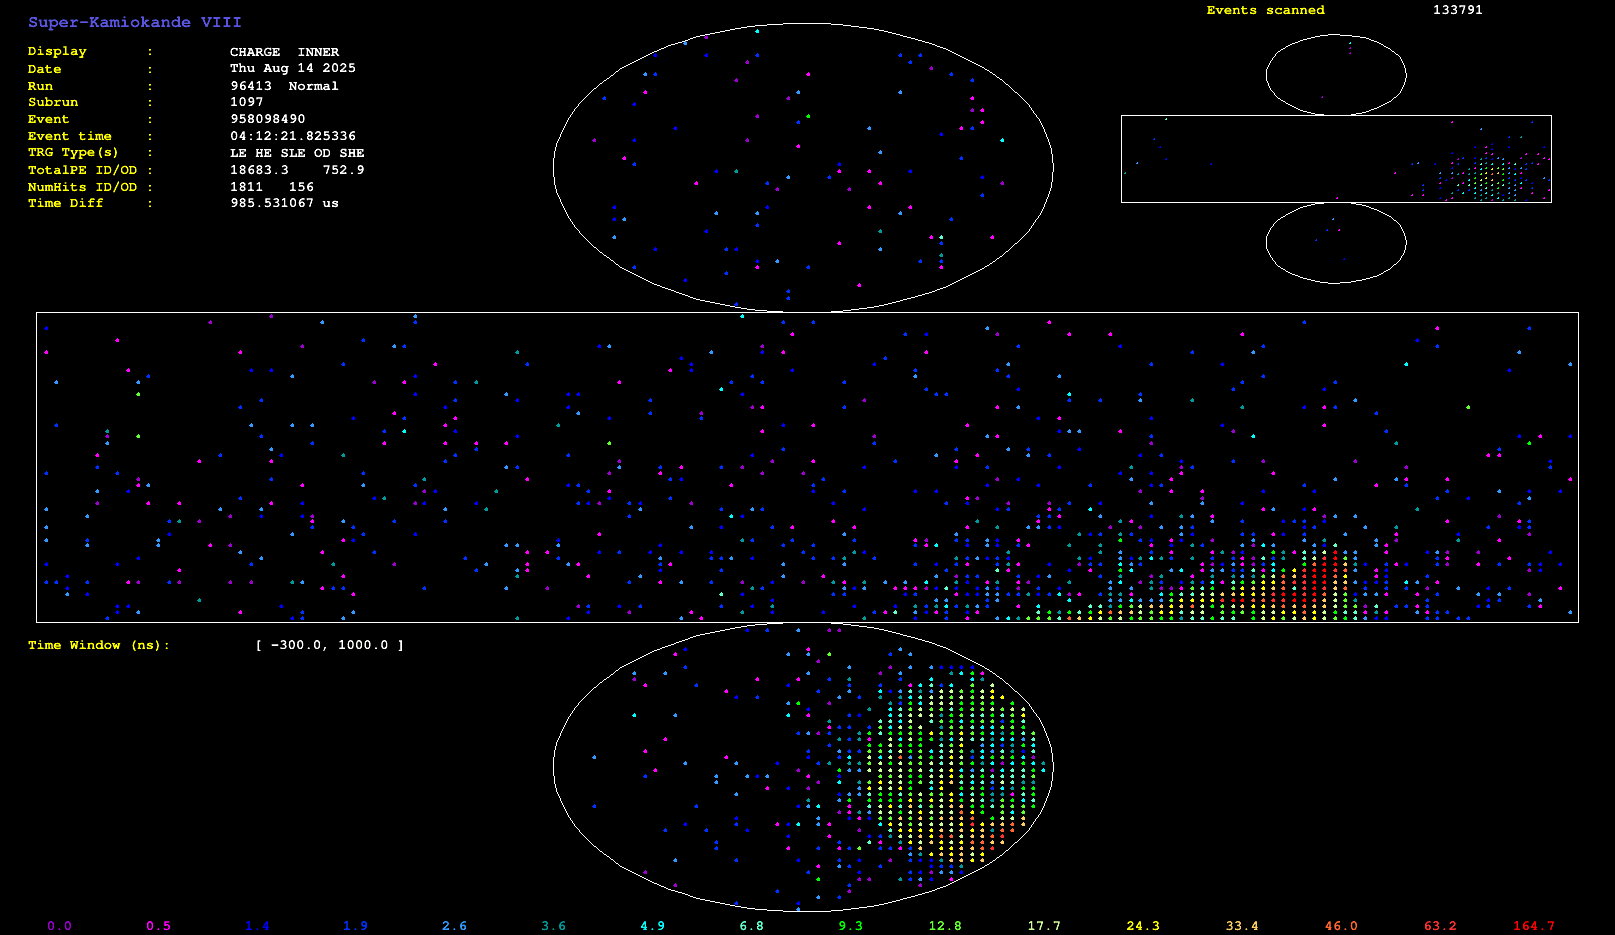 Super-Kamiokande VIII
Events scanned 133791
Display : CHARGE INNER
Date : Thu Aug 14 2025
Run : 96413 Normal
Subrun : 1097
Event : 958098490
Event time : 04:12:21.825336
TRG Type(s) : LE HE SLE OD SHE
TotalPE ID/OD : 18683.3 752.9
NumHits ID/OD : 1811 156
Time Diff : 985.531067 us
Time Window (ns): [ -300.0, 1000.0 ]
0.0 0.5 1.4 1.9 2.6 3.6 4.9 6.8 9.3 12.8 17.7 24.3 33.4 46.0 63.2 164.7